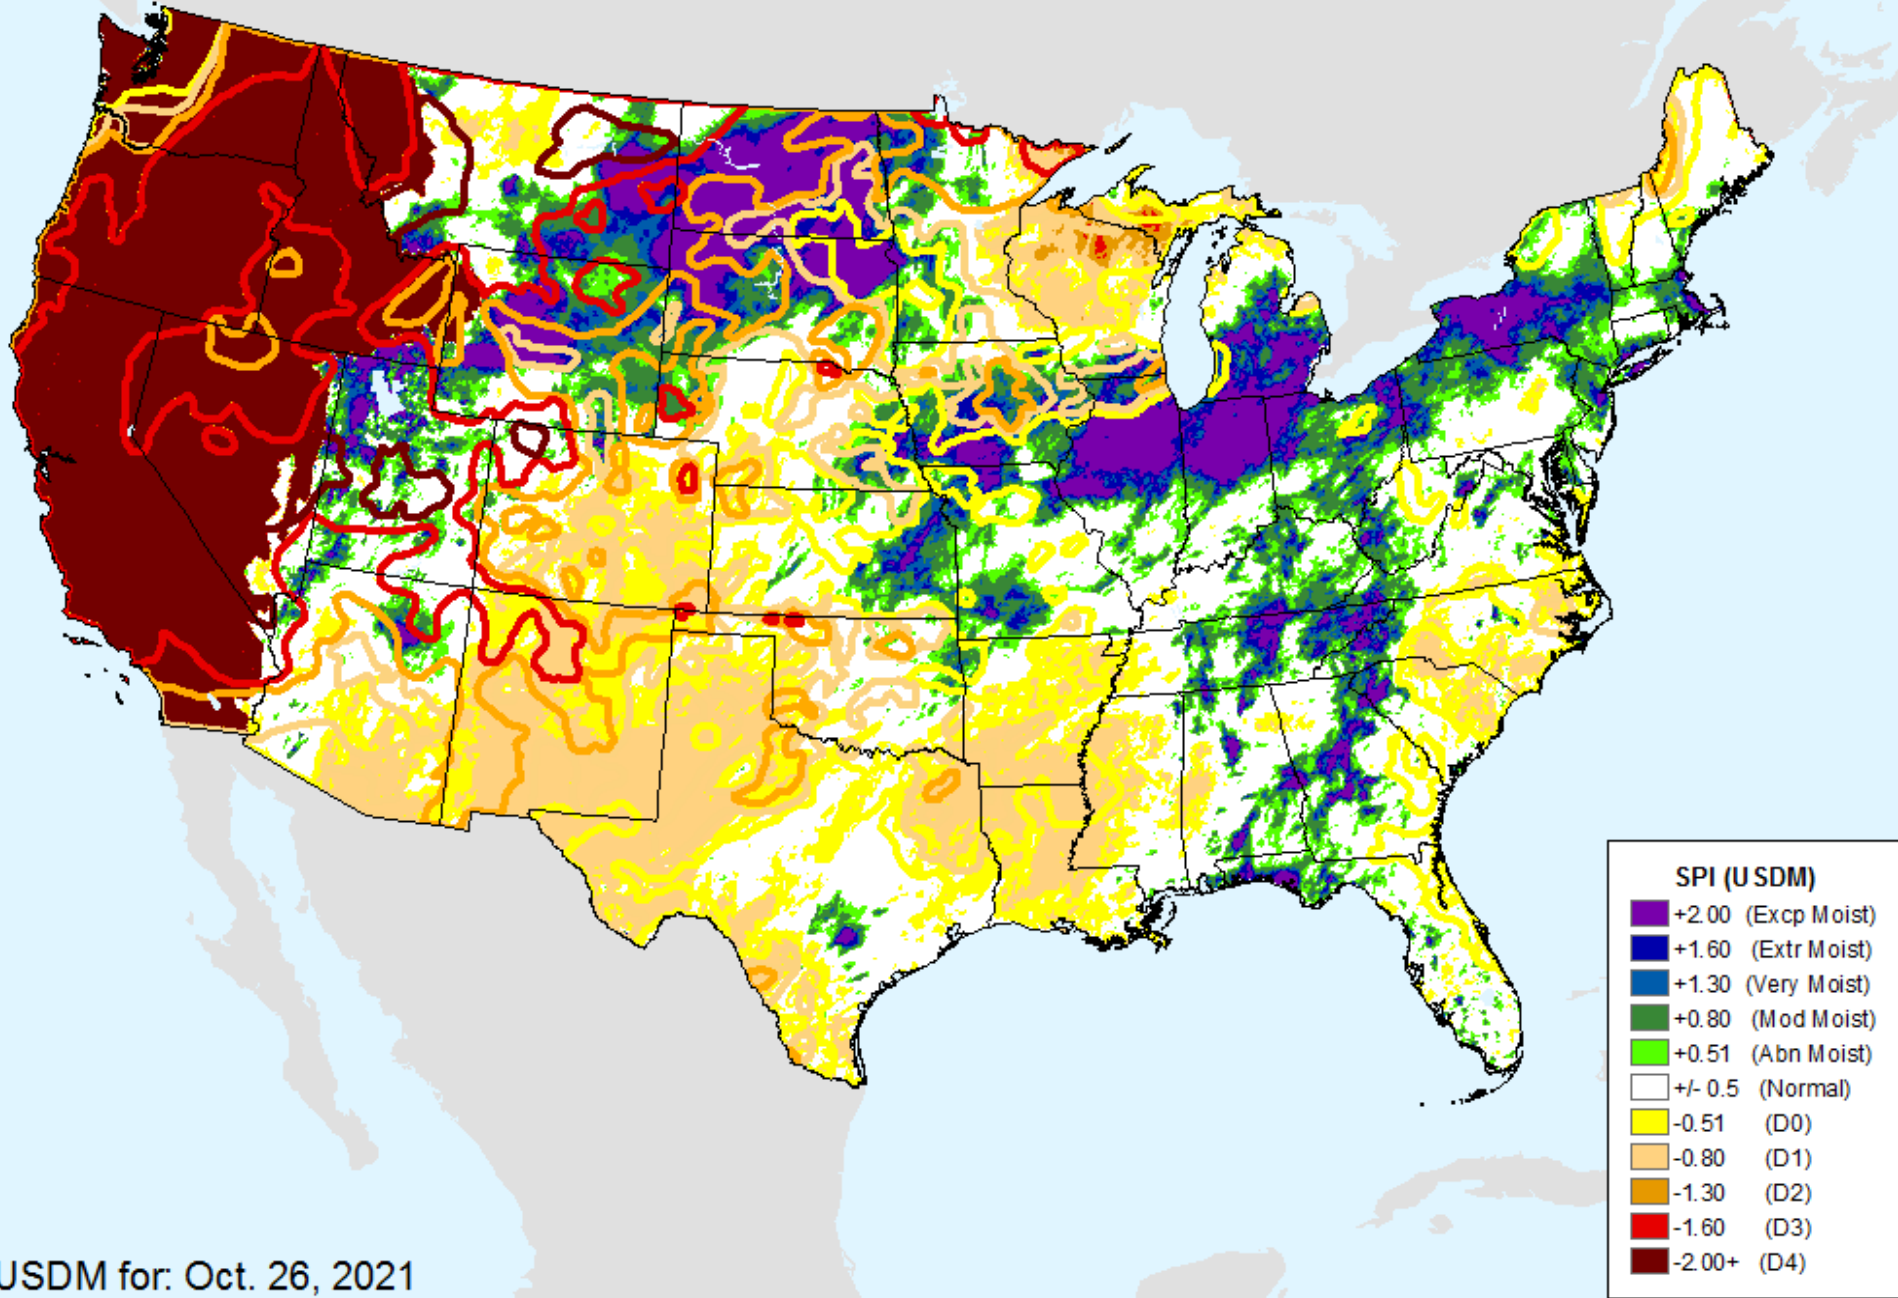 SPI (USDM)
+2.00 (Excp Moist)
+1.60 (Extr Moist)
+1.30 (Very Moist)
+0.80 (Mod Moist)
+0.51 (Abn Moist)
+/- 0.5 (Normal)
-0.51 (D0)
-0.80 (D1)
-1.30 (D2)
-1.60 (D3)
-2.00+ (D4)
USDM for: Oct. 26, 2021